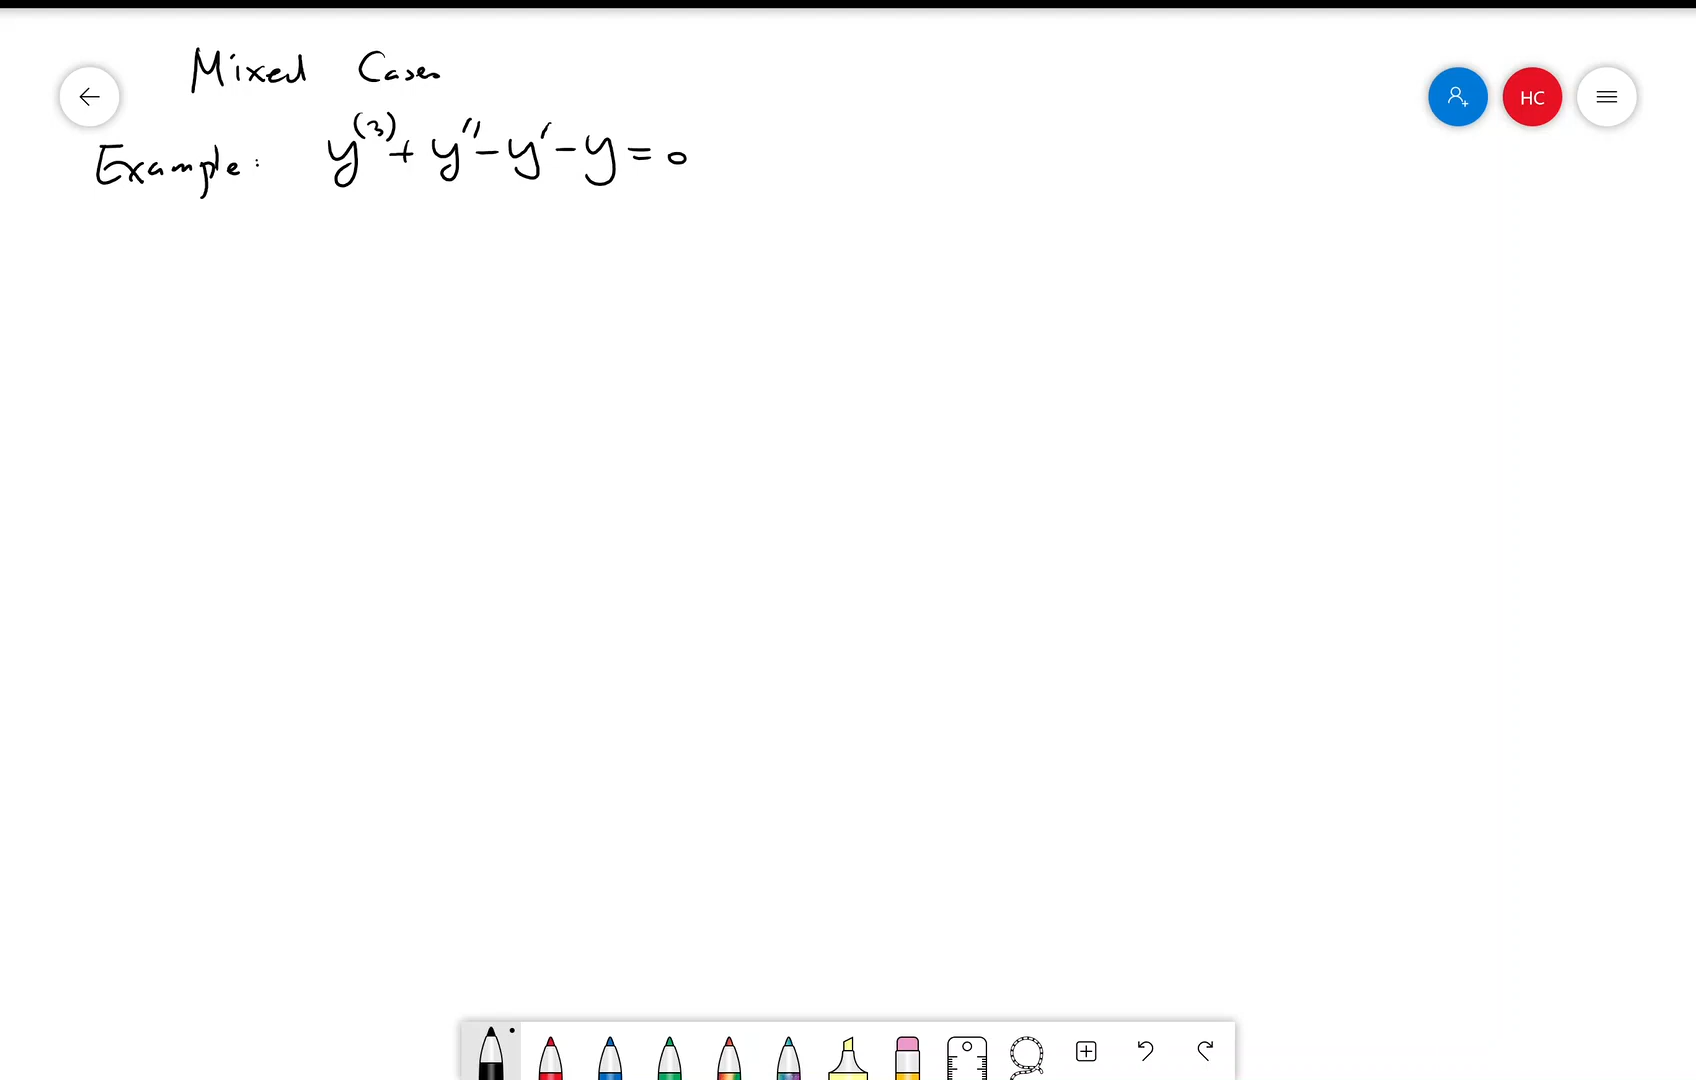 Mixed Cases
HC
Example: y⁽³⁾ + y'' - y' - y = 0